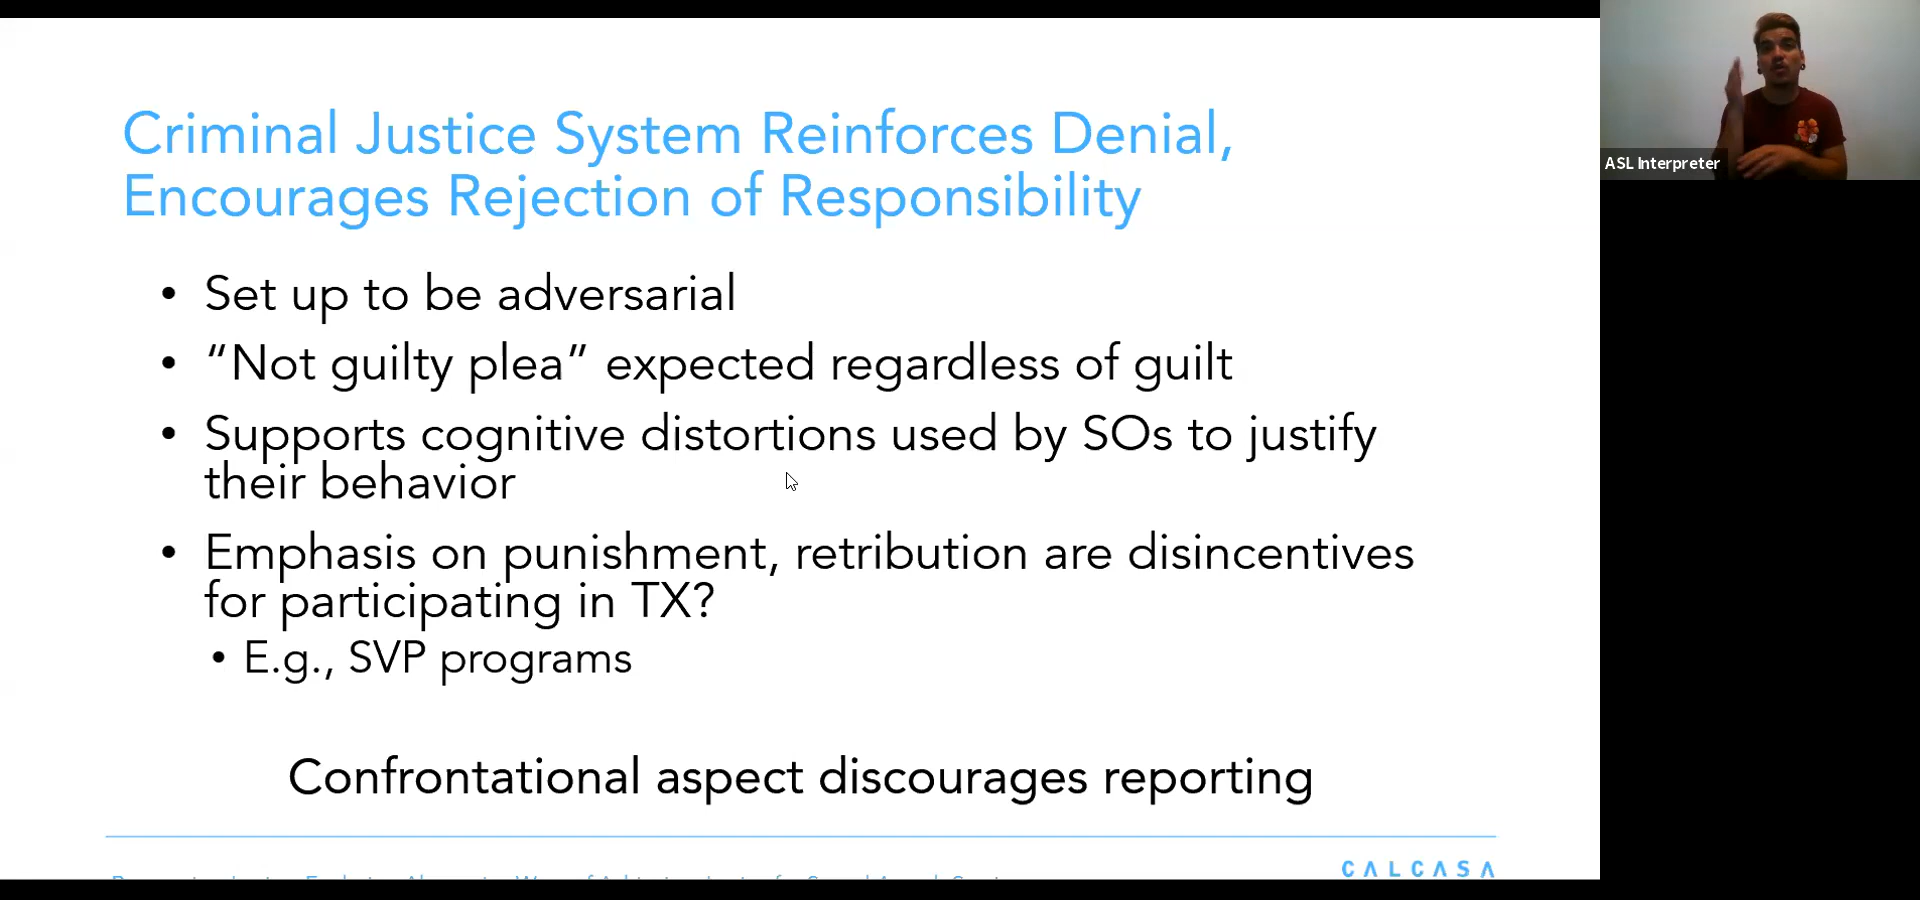 Criminal Justice System Reinforces Denial,
Encourages Rejection of Responsibility
• Set up to be adversarial
• “Not guilty plea” expected regardless of guilt
• Supports cognitive distortions used by SOs to justify
their behavior
• Emphasis on punishment, retribution are disincentives
for participating in TX?
• E.g., SVP programs
Confrontational aspect discourages reporting
CALCASA
ASL Interpreter